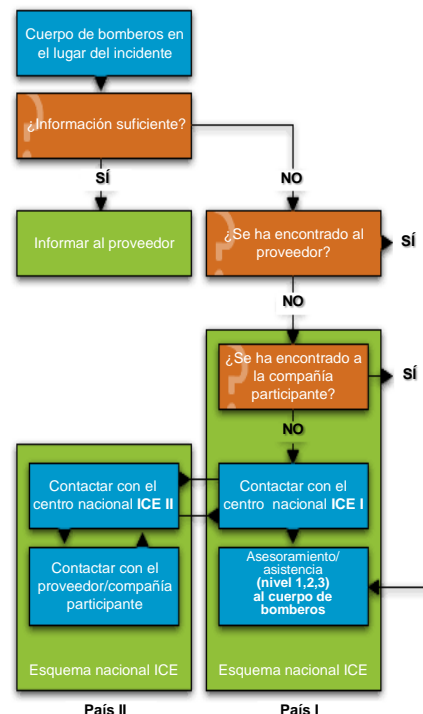 Cuerpo de bomberos en
el lugar del incidente
¿Información suficiente?
SÍ
NO
Informar al proveedor
¿Se ha encontrado al
proveedor?
SÍ
NO
¿Se ha encontrado a
la compañía
participante?
SÍ
NO
Contactar con el
centro nacional ICE II
Contactar con el
centro nacional ICE I
Contactar con el
proveedor/compañía
participante
Asesoramiento/
asistencia
(nivel 1,2,3)
al cuerpo de
bomberos
Esquema nacional ICE
Esquema nacional ICE
País II
País I